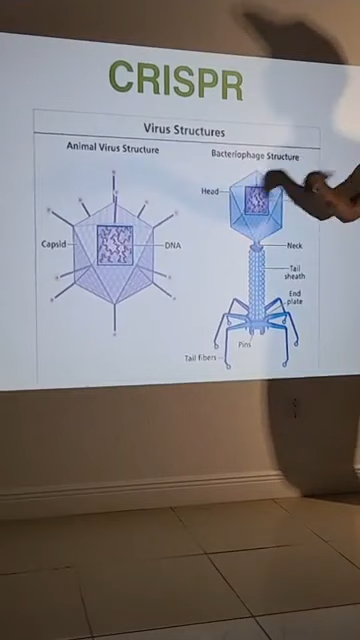 CRISPR
Virus Structures
Animal Virus Structure
Bacteriophage Structure
Head
Capsid
DNA
Neck
Tail
sheath
End
plate
Pins
Tail fibers